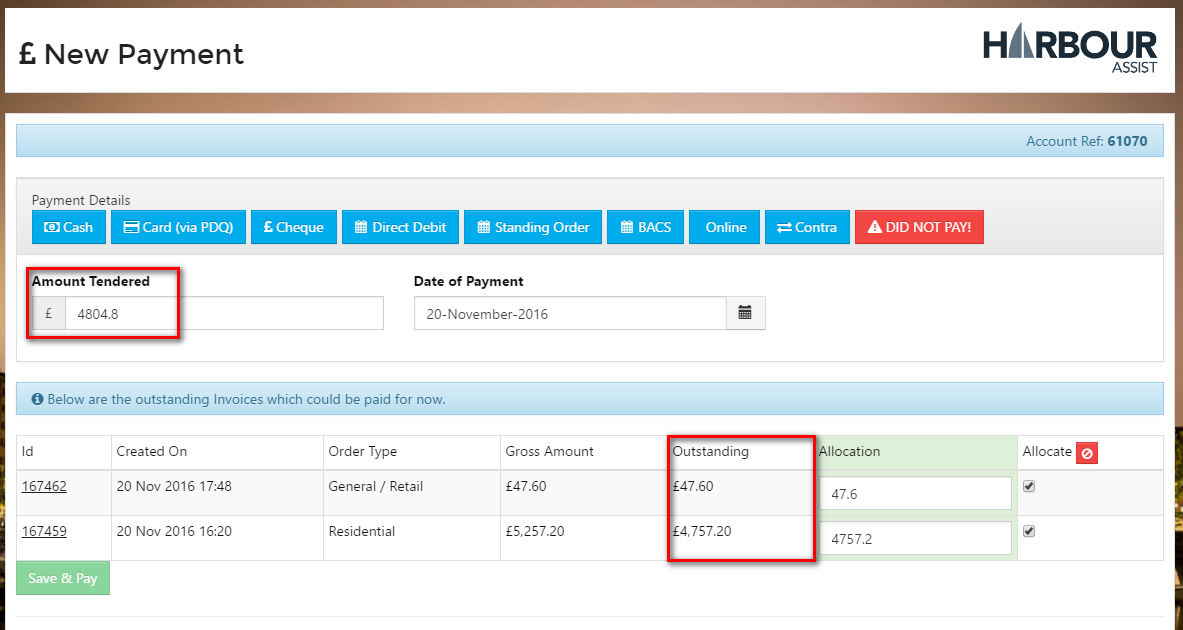 £ New Payment
HARBOUR
ASSIST
Account Ref: 61070
Payment Details
Cash Card (via PDQ) £ Cheque Direct Debit Standing Order BACS Online Contra DID NOT PAY!
Amount Tendered Date of Payment
£ 4804.8 20-November-2016
Below are the outstanding Invoices which could be paid for now.
Id Created On Order Type Gross Amount Outstanding Allocation Allocate
167462 20 Nov 2016 17:48 General / Retail £47.60 £47.60 47.6
167459 20 Nov 2016 16:20 Residential £5,257.20 £4,757.20 4757.2
Save & Pay